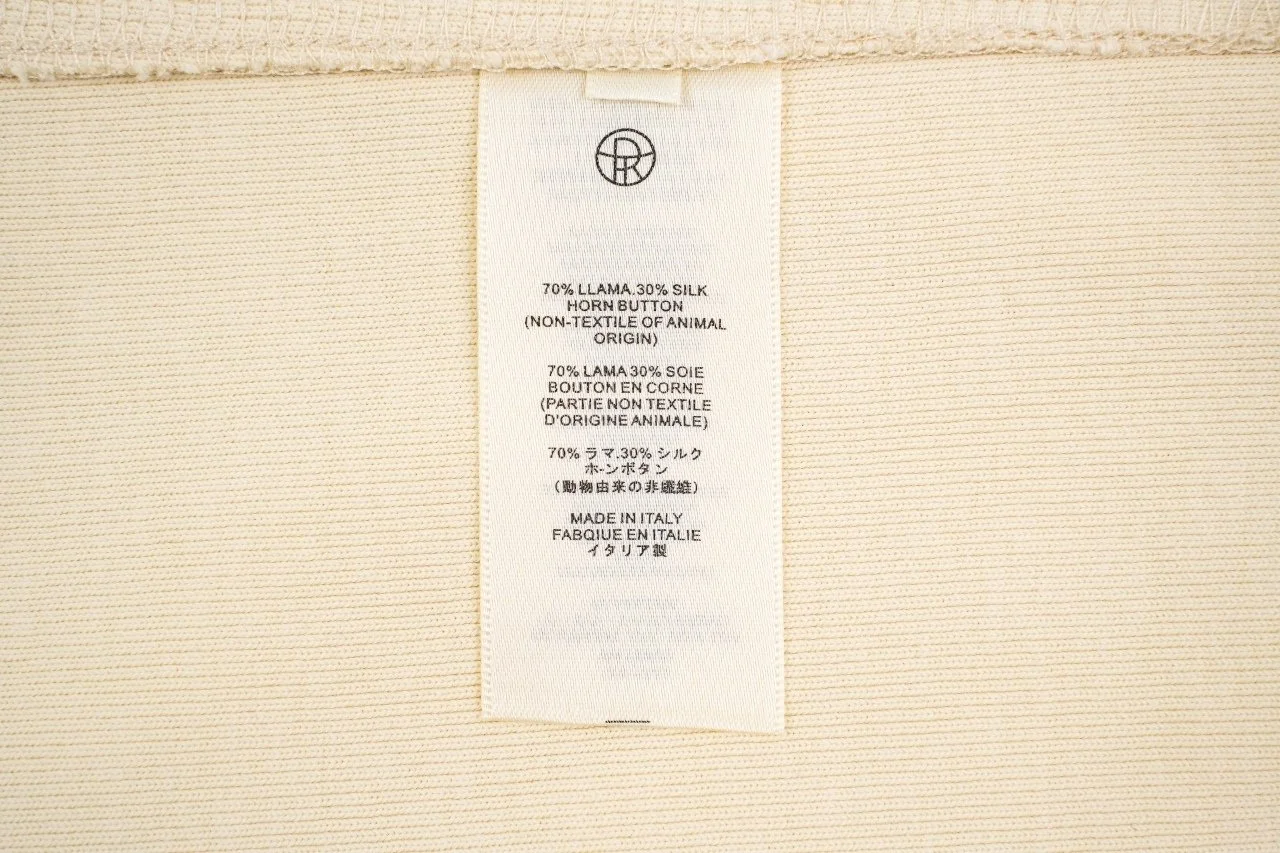 PR
70% LLAMA.30% SILK
HORN BUTTON
(NON-TEXTILE OF ANIMAL
ORIGIN)
70% LAMA 30% SOIE
BOUTON EN CORNE
(PARTIE NON TEXTILE
D'ORIGINE ANIMALE)
70% ラマ.30% シルク
ホ-ンボタン
(動物由来の非繊維)
MADE IN ITALY
FABQIUE EN ITALIE
イタリア製